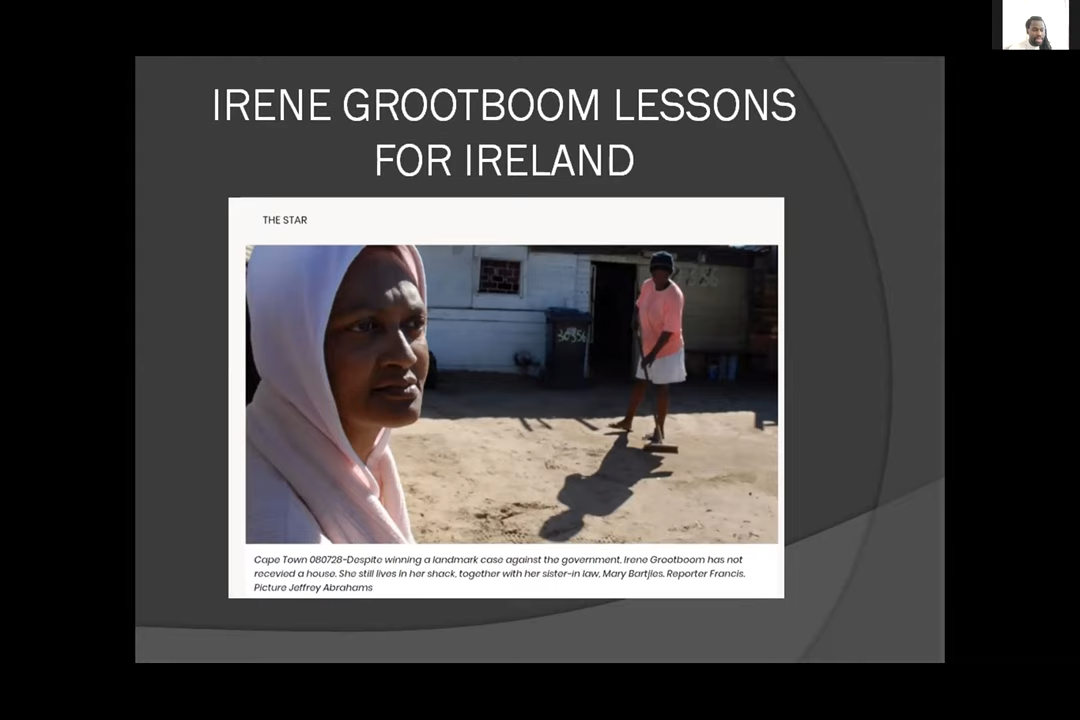 IRENE GROOTBOOM LESSONS
FOR IRELAND
THE STAR
30956
Cape Town 080728-Despite winning a landmark case against the government, Irene Grootboom has not
recevied a house. She still lives in her shack, together with her sister-in law, Mary Bartjies. Reporter Francis.
Picture Jeffrey Abrahams